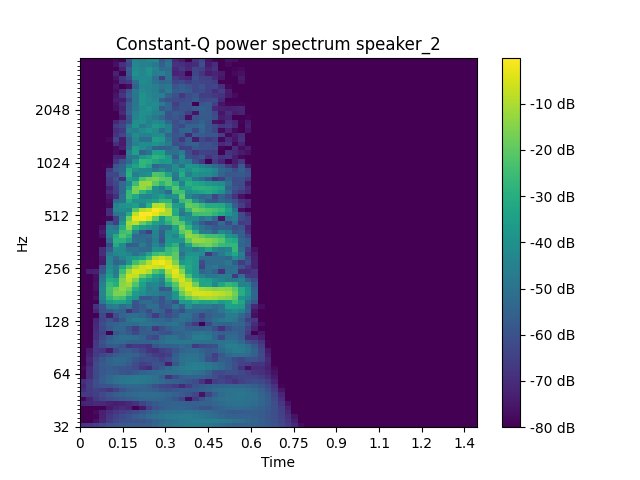 Constant-Q power spectrum speaker_2
Hz
2048
1024
512
256
128
64
32
0 0.15 0.3 0.45 0.6 0.75 0.9 1.1 1.2 1.4
Time
-10 dB
-20 dB
-30 dB
-40 dB
-50 dB
-60 dB
-70 dB
-80 dB